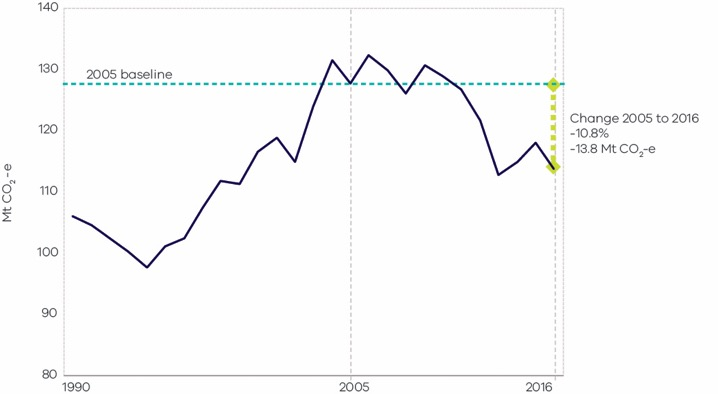 140
130
120
110
100
90
80
Mt CO₂-e
2005 baseline
Change 2005 to 2016
-10.8%
-13.8 Mt CO₂-e
1990
2005
2016